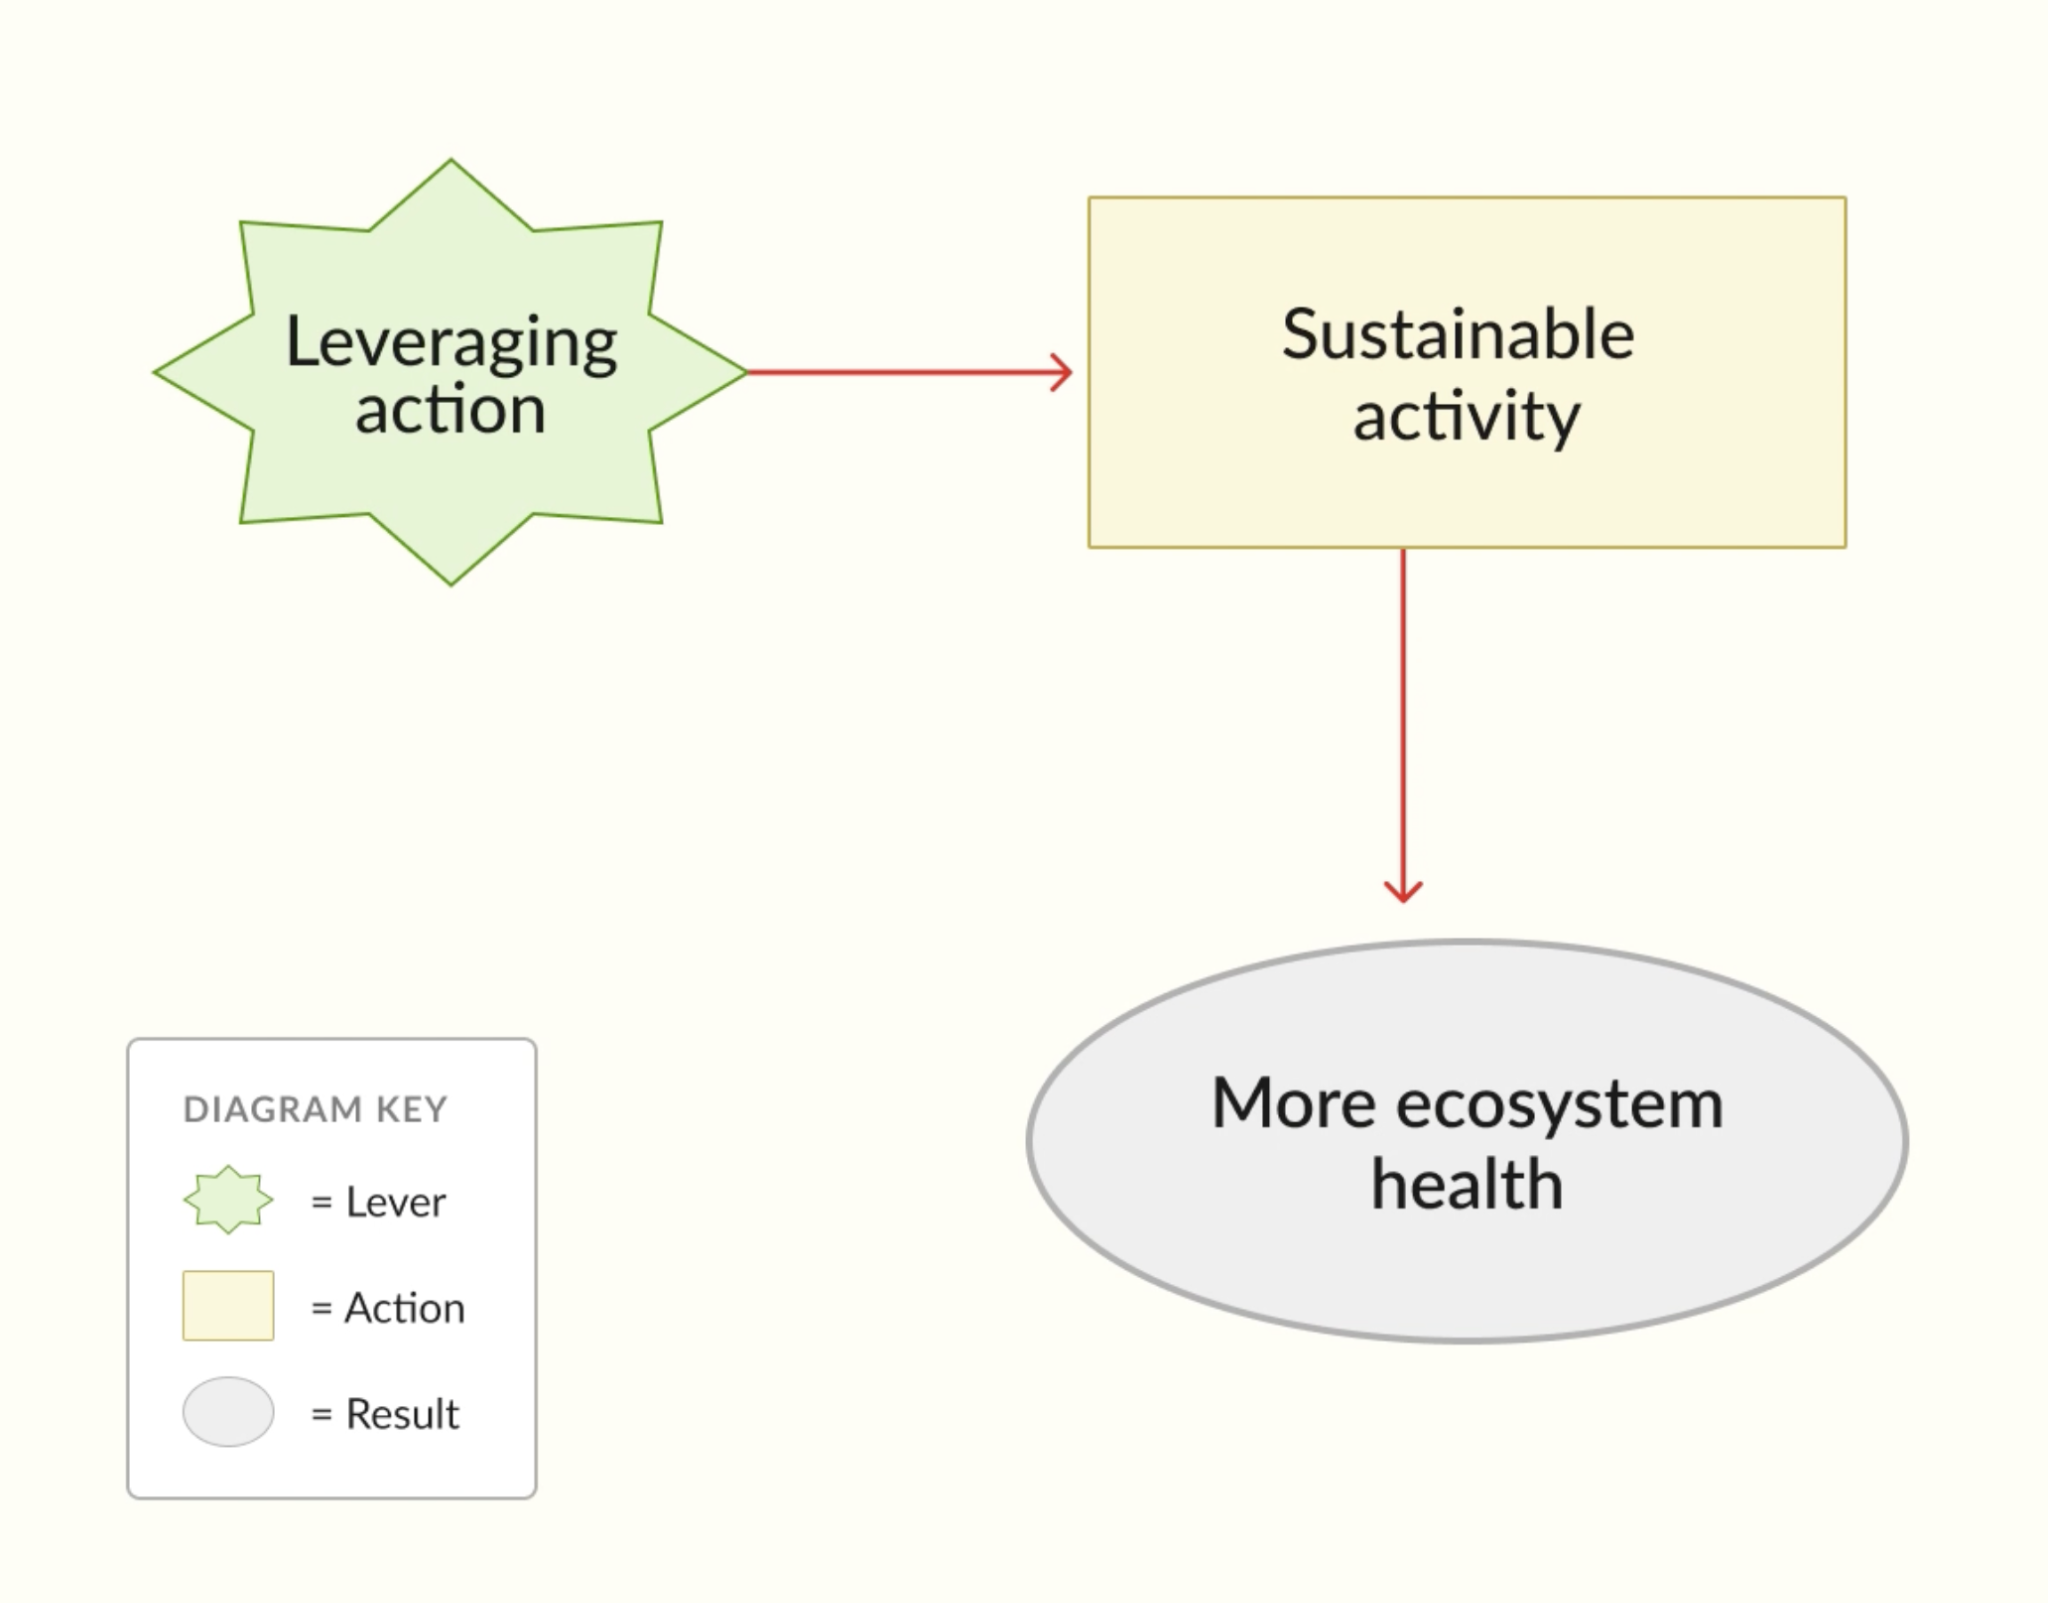 Leveraging
action
Sustainable
activity
More ecosystem
health
DIAGRAM KEY
= Lever
= Action
= Result